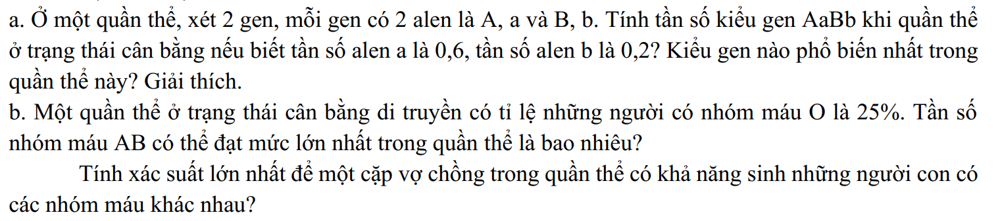 a. Ở một quần thể, xét 2 gen, mỗi gen có 2 alen là A, a và B, b. Tính tần số kiểu gen AaBb khi quần thể
ở trạng thái cân bằng nếu biết tần số alen a là 0,6, tần số alen b là 0,2? Kiểu gen nào phổ biến nhất trong
quần thể này? Giải thích.
b. Một quần thể ở trạng thái cân bằng di truyền có tỉ lệ những người có nhóm máu O là 25%. Tần số
nhóm máu AB có thể đạt mức lớn nhất trong quần thể là bao nhiêu?
Tính xác suất lớn nhất để một cặp vợ chồng trong quần thể có khả năng sinh những người con có
các nhóm máu khác nhau?